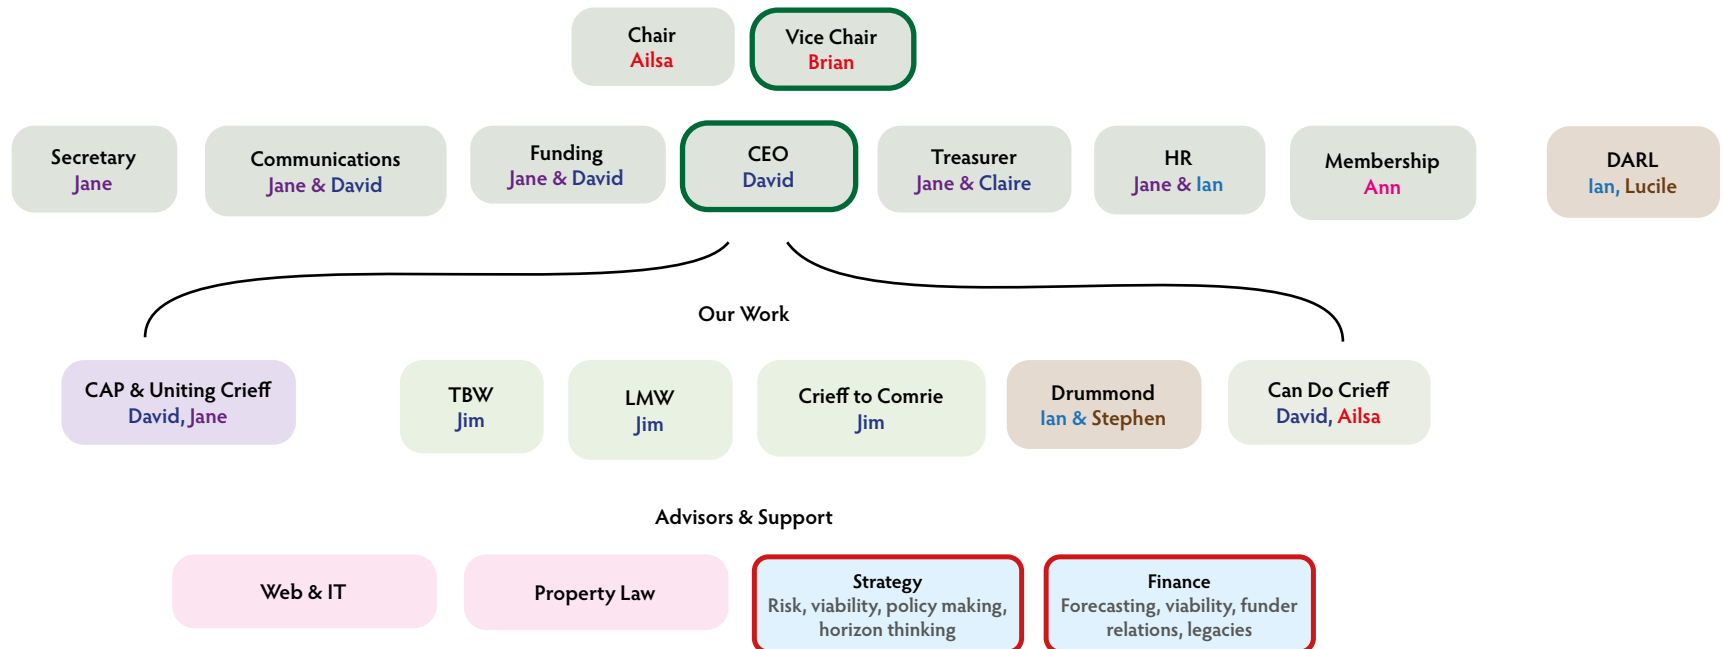 Chair
Ailsa
Vice Chair
Brian
Secretary
Jane
Communications
Jane & David
Funding
Jane & David
CEO
David
Treasurer
Jane & Claire
HR
Jane & Ian
Membership
Ann
DARL
Ian, Lucile
Our Work
CAP & Uniting Crieff
David, Jane
TBW
Jim
LMW
Jim
Crieff to Comrie
Jim
Drummond
Ian & Stephen
Can Do Crieff
David, Ailsa
Advisors & Support
Web & IT
Property Law
Strategy
Risk, viability, policy making,
horizon thinking
Finance
Forecasting, viability, funder
relations, legacies